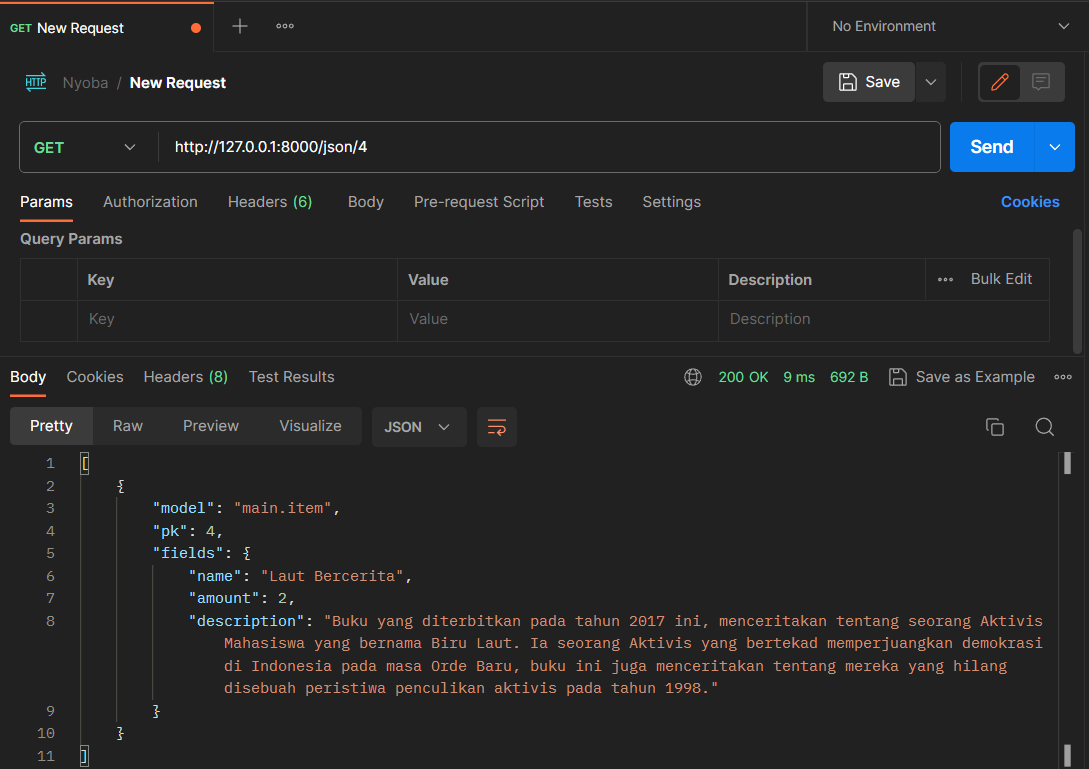 GET New Request
No Environment
HTTP Nyoba / New Request
Save
GET http://127.0.0.1:8000/json/4 Send
Params Authorization Headers (6) Body Pre-request Script Tests Settings Cookies
Query Params
Key Value Description Bulk Edit
Key Value Description
Body Cookies Headers (8) Test Results 200 OK 9 ms 692 B Save as Example
Pretty Raw Preview Visualize JSON
1 [
2 {
3 "model": "main.item",
4 "pk": 4,
5 "fields": {
6 "name": "Laut Bercerita",
7 "amount": 2,
8 "description": "Buku yang diterbitkan pada tahun 2017 ini, menceritakan tentang seorang Aktivis
Mahasiswa yang bernama Biru Laut. Ia seorang Aktivis yang bertekad memperjuangkan demokrasi
di Indonesia pada masa Orde Baru, buku ini juga menceritakan tentang mereka yang hilang
disebuah peristiwa penculikan aktivis pada tahun 1998."
9 }
10 }
11 ]